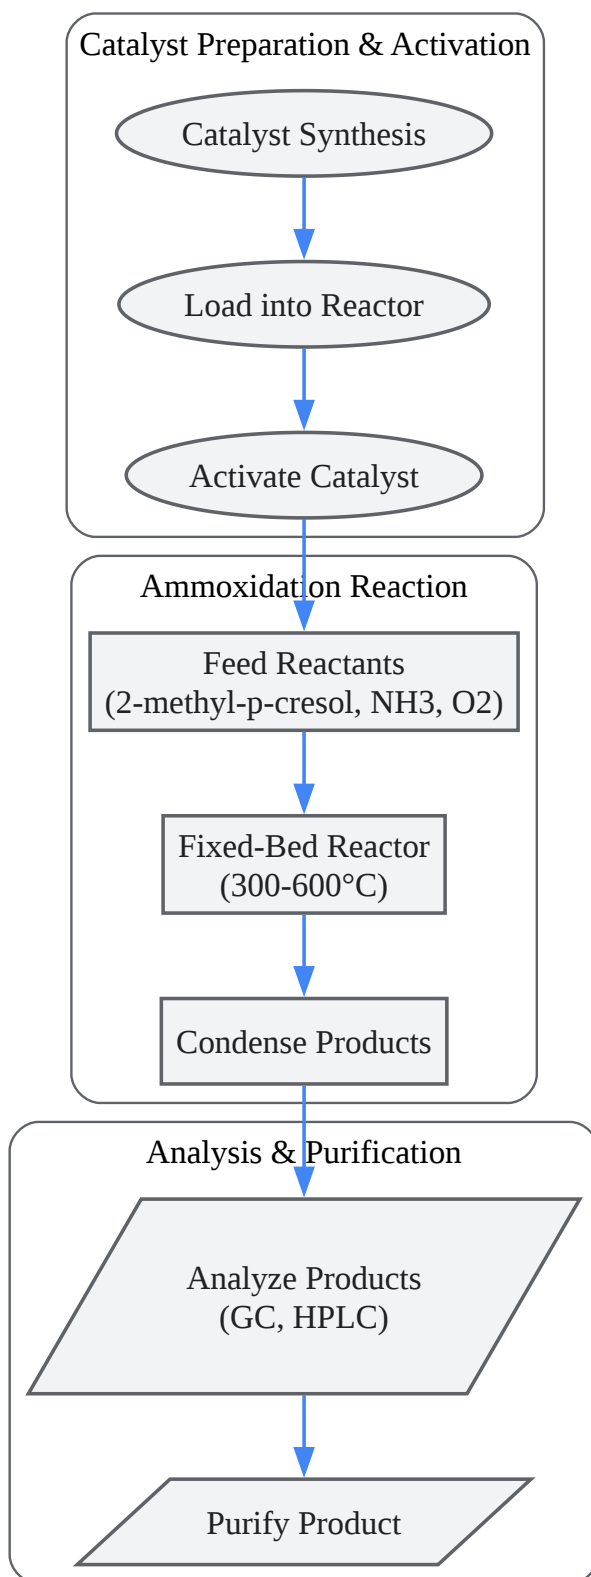 Catalyst Preparation & Activation
Catalyst Synthesis
Load into Reactor
Activate Catalyst
Ammoxidation Reaction
Feed Reactants
(2-methyl-p-cresol, NH3, O2)
Fixed-Bed Reactor
(300-600°C)
Condense Products
Analysis & Purification
Analyze Products
(GC, HPLC)
Purify Product